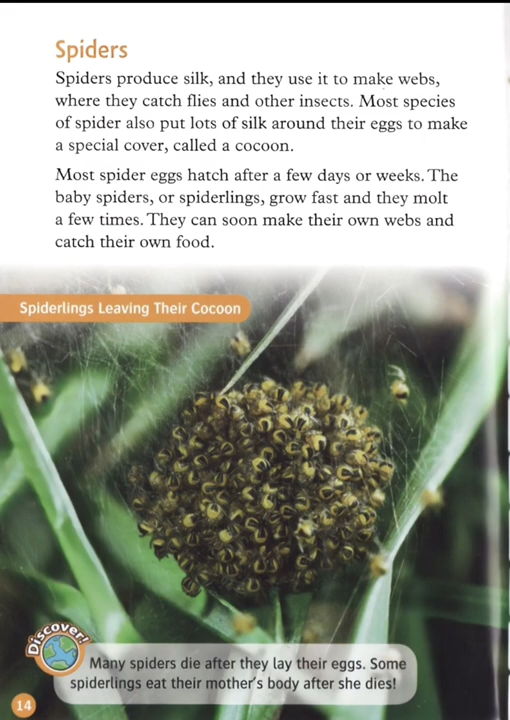 Spiders
Spiders produce silk, and they use it to make webs,
where they catch flies and other insects. Most species
of spider also put lots of silk around their eggs to make
a special cover, called a cocoon.
Most spider eggs hatch after a few days or weeks. The
baby spiders, or spiderlings, grow fast and they molt
a few times. They can soon make their own webs and
catch their own food.
Spiderlings Leaving Their Cocoon
Discover!
Many spiders die after they lay their eggs. Some
spiderlings eat their mother's body after she dies!
14